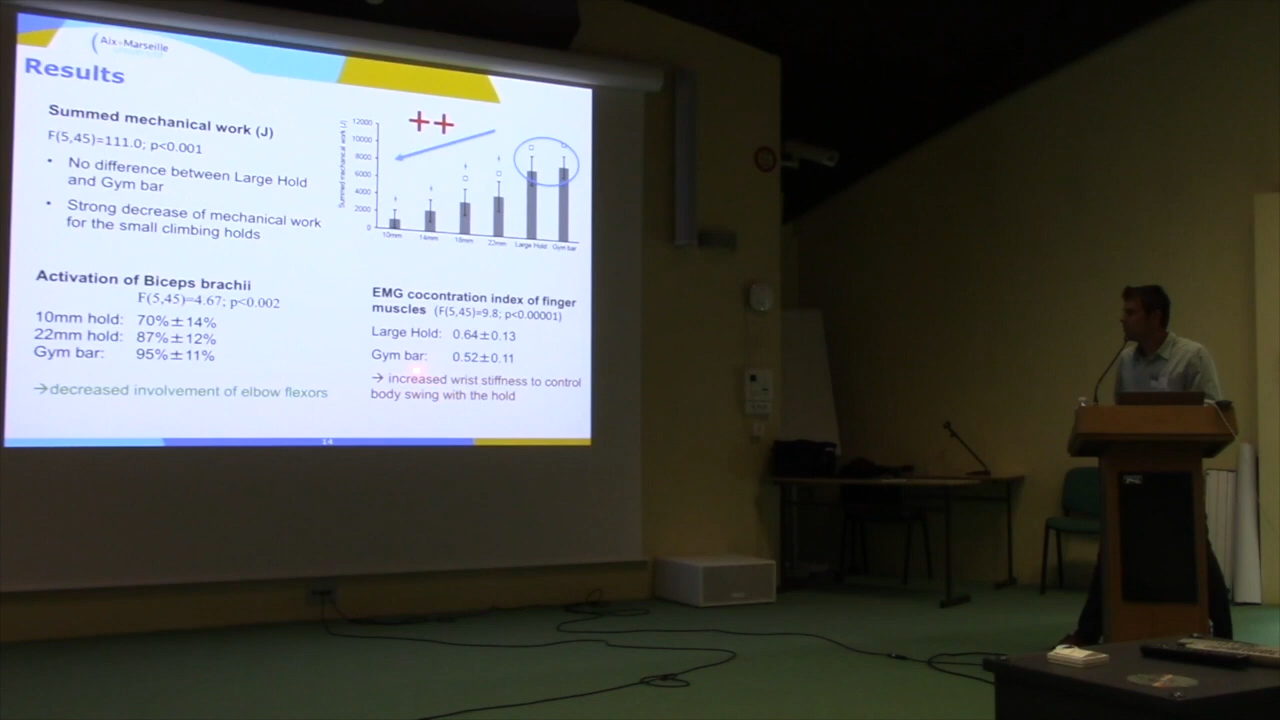 (Aix*Marseille
Results
Summed mechanical work (J)
F(5,45)=111.0; p<0.001
• No difference between Large Hold
and Gym bar
• Strong decrease of mechanical work
for the small climbing holds
++
Summed mechanical work (J)
12000
10000
8000
6000
4000
2000
0
10mm 14mm 18mm 22mm Large Hold Gym bar
Activation of Biceps brachii
F(5,45)=4.67; p<0.002
10mm hold: 70%±14%
22mm hold: 87%±12%
Gym bar: 95%±11%
→decreased involvement of elbow flexors
EMG cocontration index of finger
muscles (F(5,45)=9.8; p<0.00001)
Large Hold: 0.64±0.13
Gym bar: 0.52±0.11
→ increased wrist stiffness to control
body swing with the hold
14